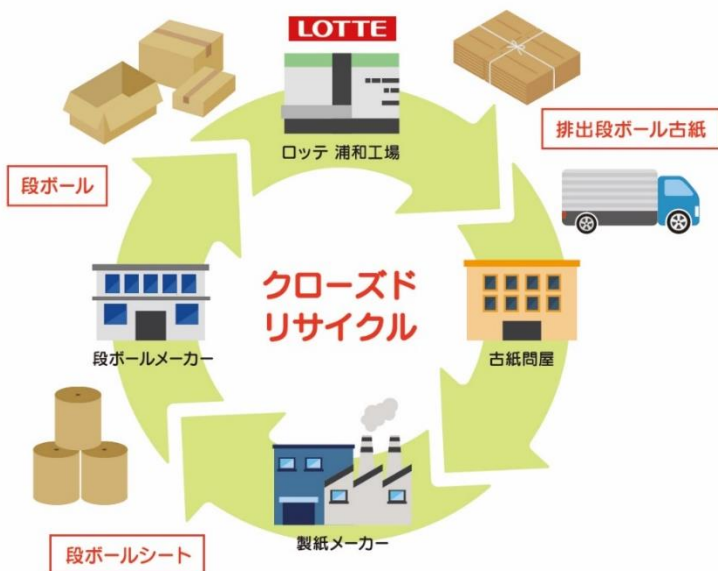 LOTTE
ロッテ 浦和工場
排出段ボール古紙
段ボール
クローズド
リサイクル
段ボールメーカー
古紙問屋
製紙メーカー
段ボールシート